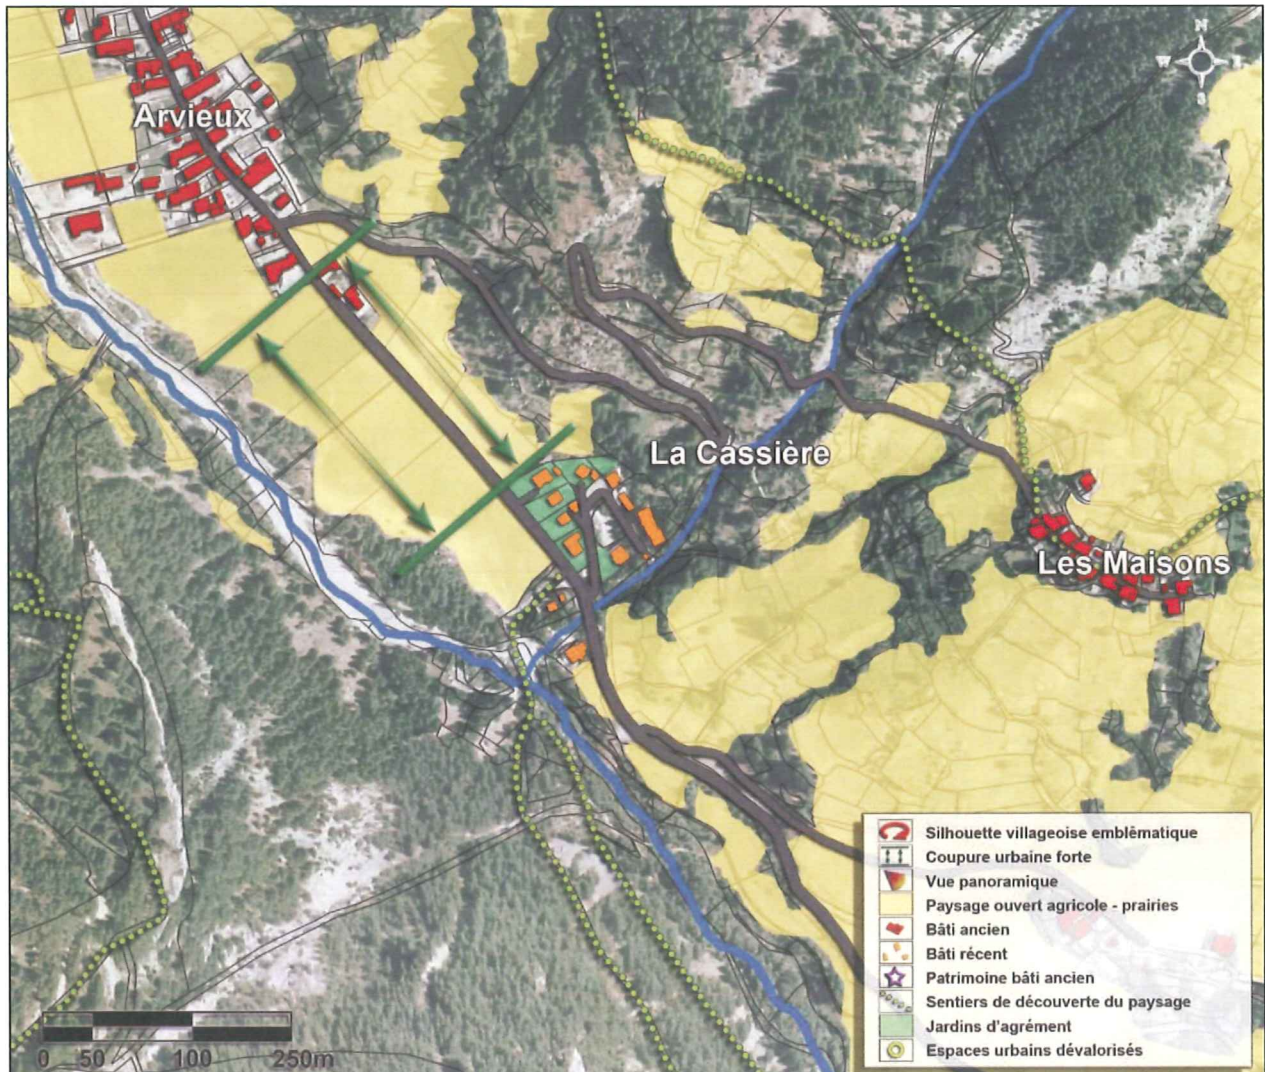 N
W E
S
Arvieux
La Cassière
Les Maisons
Silhouette villageoise emblêmatique
Coupure urbaine forte
Vue panoramique
Paysage ouvert agricole - prairies
Bâti ancien
Bâti récent
Patrimoine bâti ancien
Sentiers de découverte du paysage
Jardins d'agrément
Espaces urbains dévalorisés
0 50 100 250m